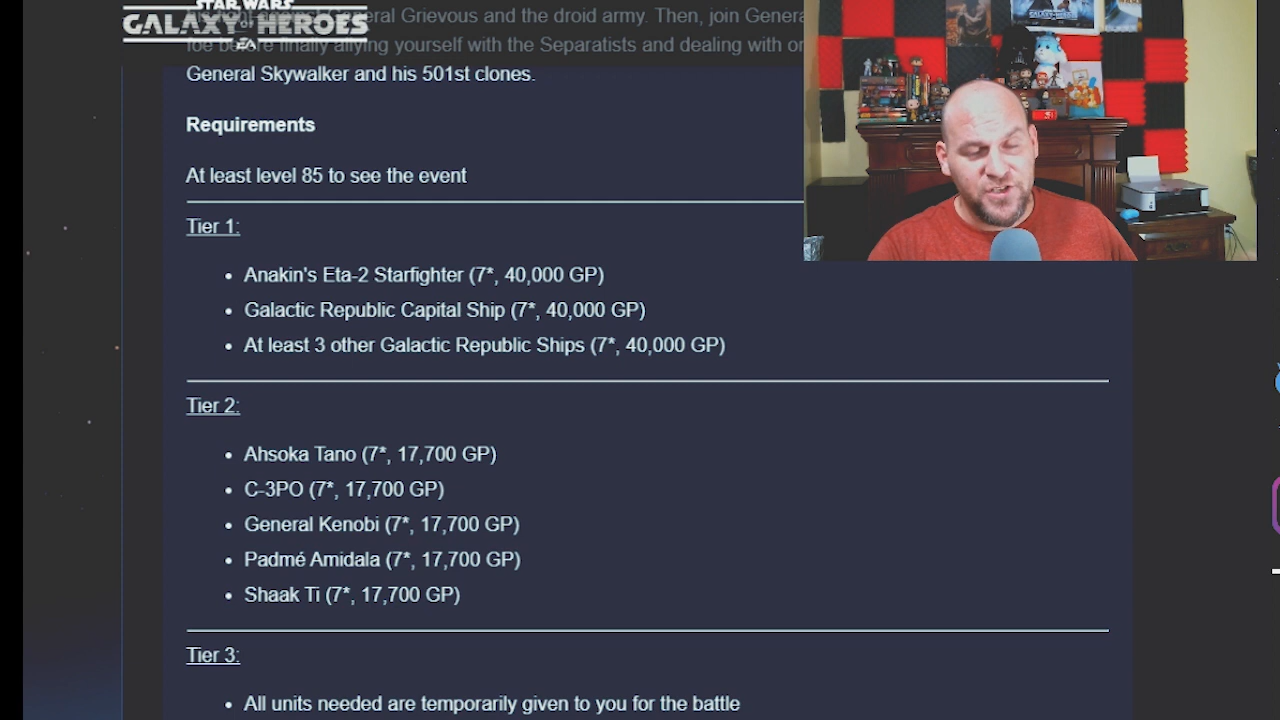 STAR WARS
GALAXY OF HEROES
EA
General Grievous and the droid army. Then, join Genera
foe before finally allying yourself with the Separatists and dealing with
General Skywalker and his 501st clones.
Requirements
At least level 85 to see the event
Tier 1:
• Anakin's Eta-2 Starfighter (7*, 40,000 GP)
• Galactic Republic Capital Ship (7*, 40,000 GP)
• At least 3 other Galactic Republic Ships (7*, 40,000 GP)
Tier 2:
• Ahsoka Tano (7*, 17,700 GP)
• C-3PO (7*, 17,700 GP)
• General Kenobi (7*, 17,700 GP)
• Padmé Amidala (7*, 17,700 GP)
• Shaak Ti (7*, 17,700 GP)
Tier 3:
• All units needed are temporarily given to you for the battle